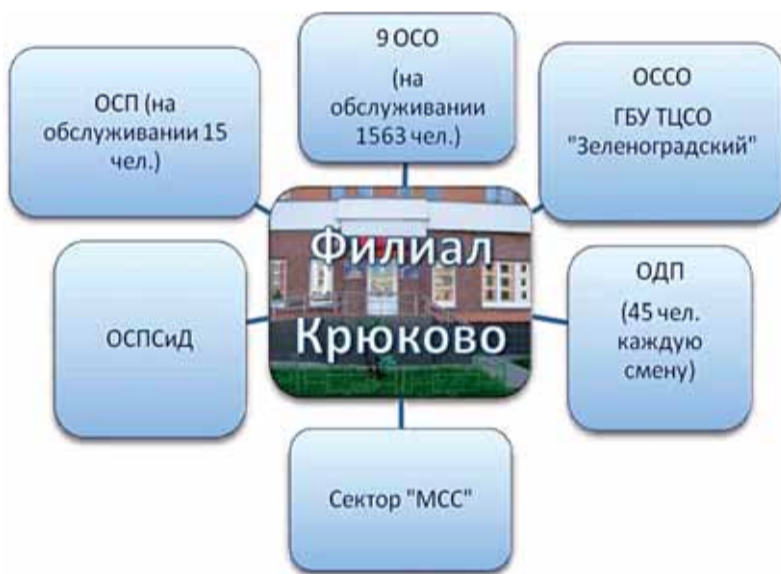 9 ОСО
(на
обслуживании
1563 чел.)
ОСП (на
обслуживании 15
чел.)
ОССО
ГБУ ТЦСО
"Зеленоградский"
Филиал
Крюково
ОСПСиД
ОДП
(45 чел.
каждую
смену)
Сектор "МСС"